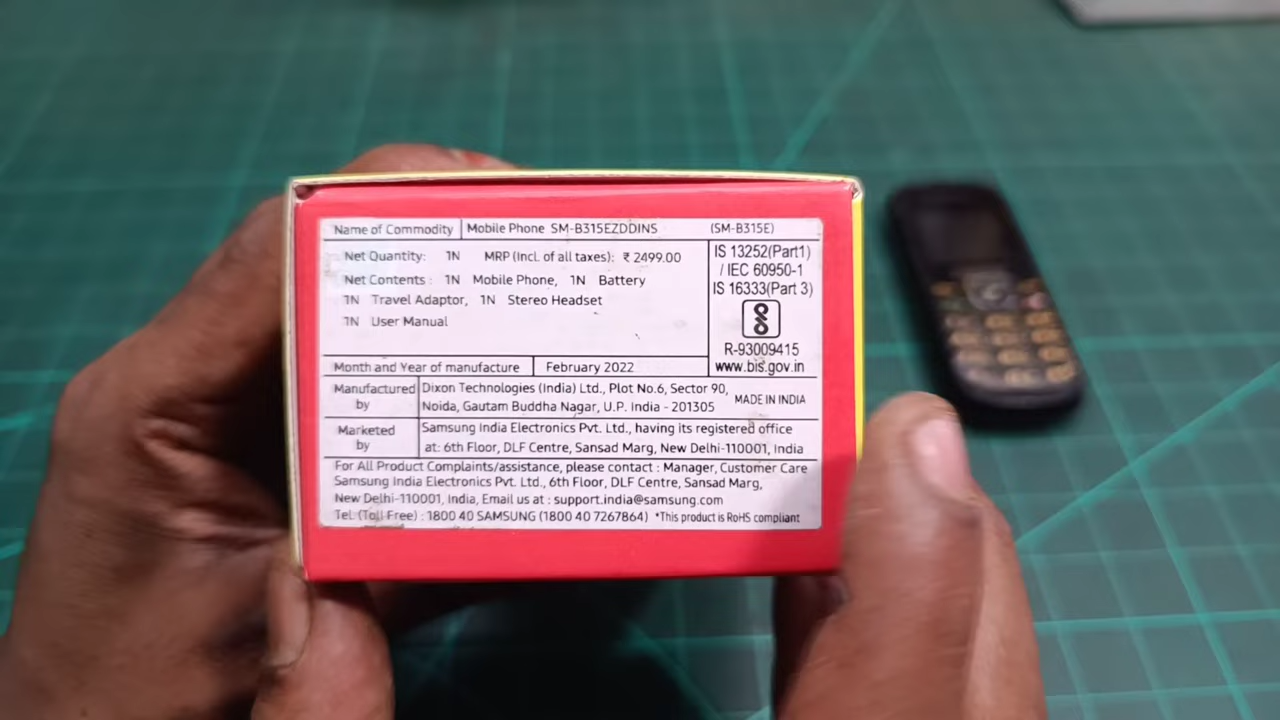 Name of Commodity Mobile Phone SM-B315EZDDINS (SM-B315E)
Net Quantity: 1N MRP (Incl. of all taxes): ₹ 2499.00
Net Contents : 1N Mobile Phone, 1N Battery
1N Travel Adaptor, 1N Stereo Headset
1N User Manual
IS 13252(Part1)
/ IEC 60950-1
IS 16333(Part 3)
R-93009415
www.bis.gov.in
Month and Year of manufacture February 2022
Manufactured by
Dixon Technologies (India) Ltd., Plot No.6, Sector 90,
Noida, Gautam Buddha Nagar, U.P. India - 201305
MADE IN INDIA
Marketed by
Samsung India Electronics Pvt. Ltd., having its registered office
at: 6th Floor, DLF Centre, Sansad Marg, New Delhi-110001, India
For All Product Complaints/assistance, please contact : Manager, Customer Care
Samsung India Electronics Pvt. Ltd., 6th Floor, DLF Centre, Sansad Marg,
New Delhi-110001, India, Email us at : support.india@samsung.com
Tel: (Toll Free) : 1800 40 SAMSUNG (1800 40 7267864) *This product is RoHS compliant